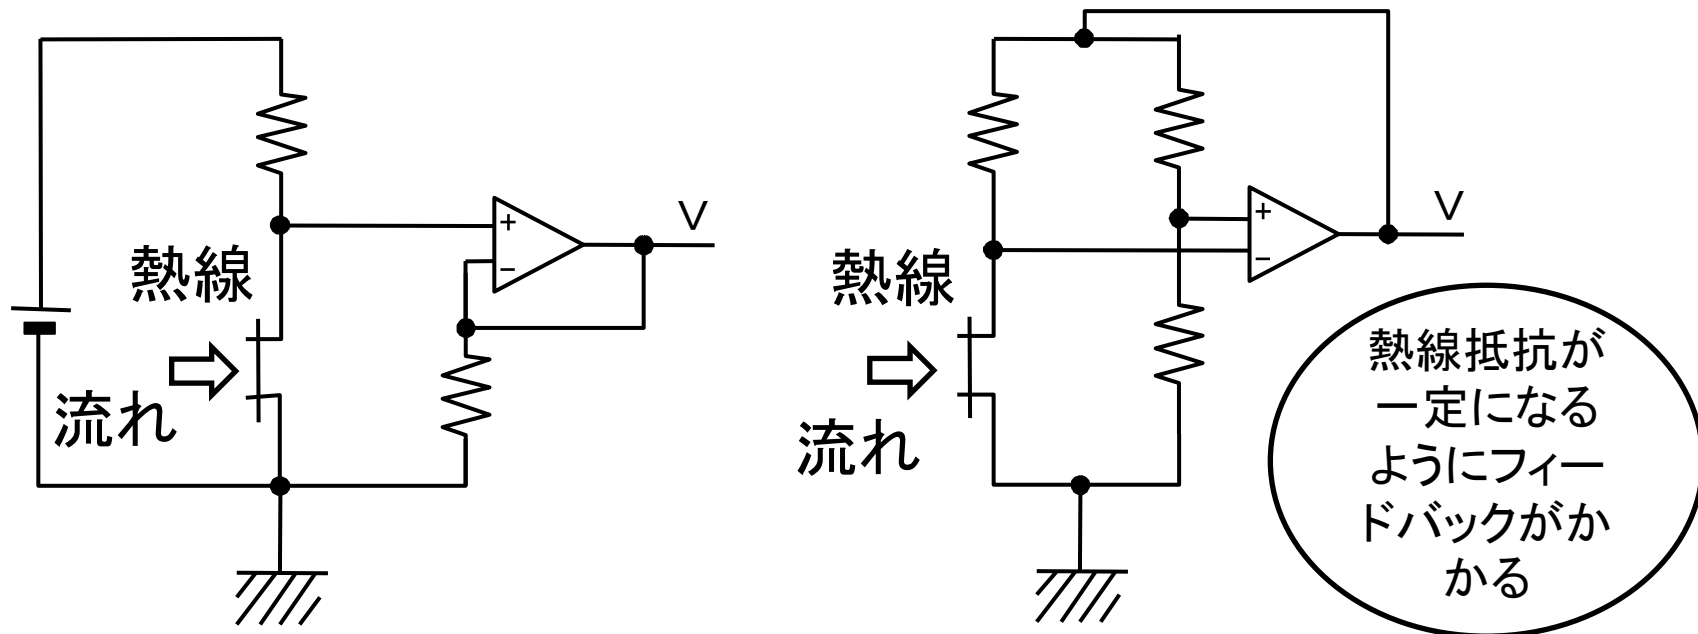 V
+
−
熱線
流れ
V
+
−
熱線
流れ
熱線抵抗が
一定になる
ようにフィー
ドバックがか
かる